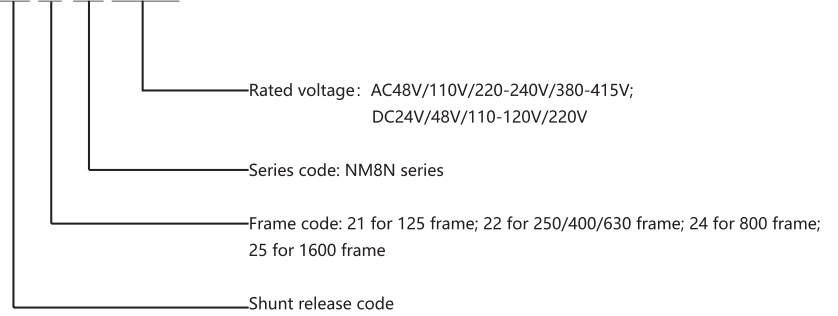 Rated voltage：AC48V/110V/220-240V/380-415V;
DC24V/48V/110-120V/220V
Series code: NM8N series
Frame code: 21 for 125 frame; 22 for 250/400/630 frame; 24 for 800 frame;
25 for 1600 frame
Shunt release code